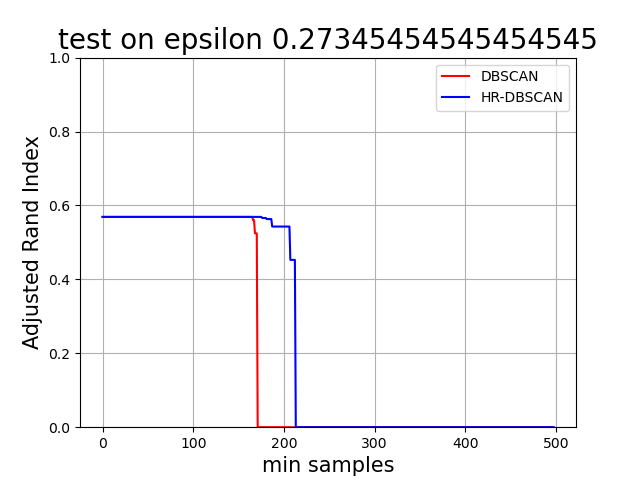 test on epsilon 0.27345454545454545
1.0
0.8
0.6
0.4
0.2
0.0
Adjusted Rand Index
DBSCAN
HR-DBSCAN
0 100 200 300 400 500
min samples